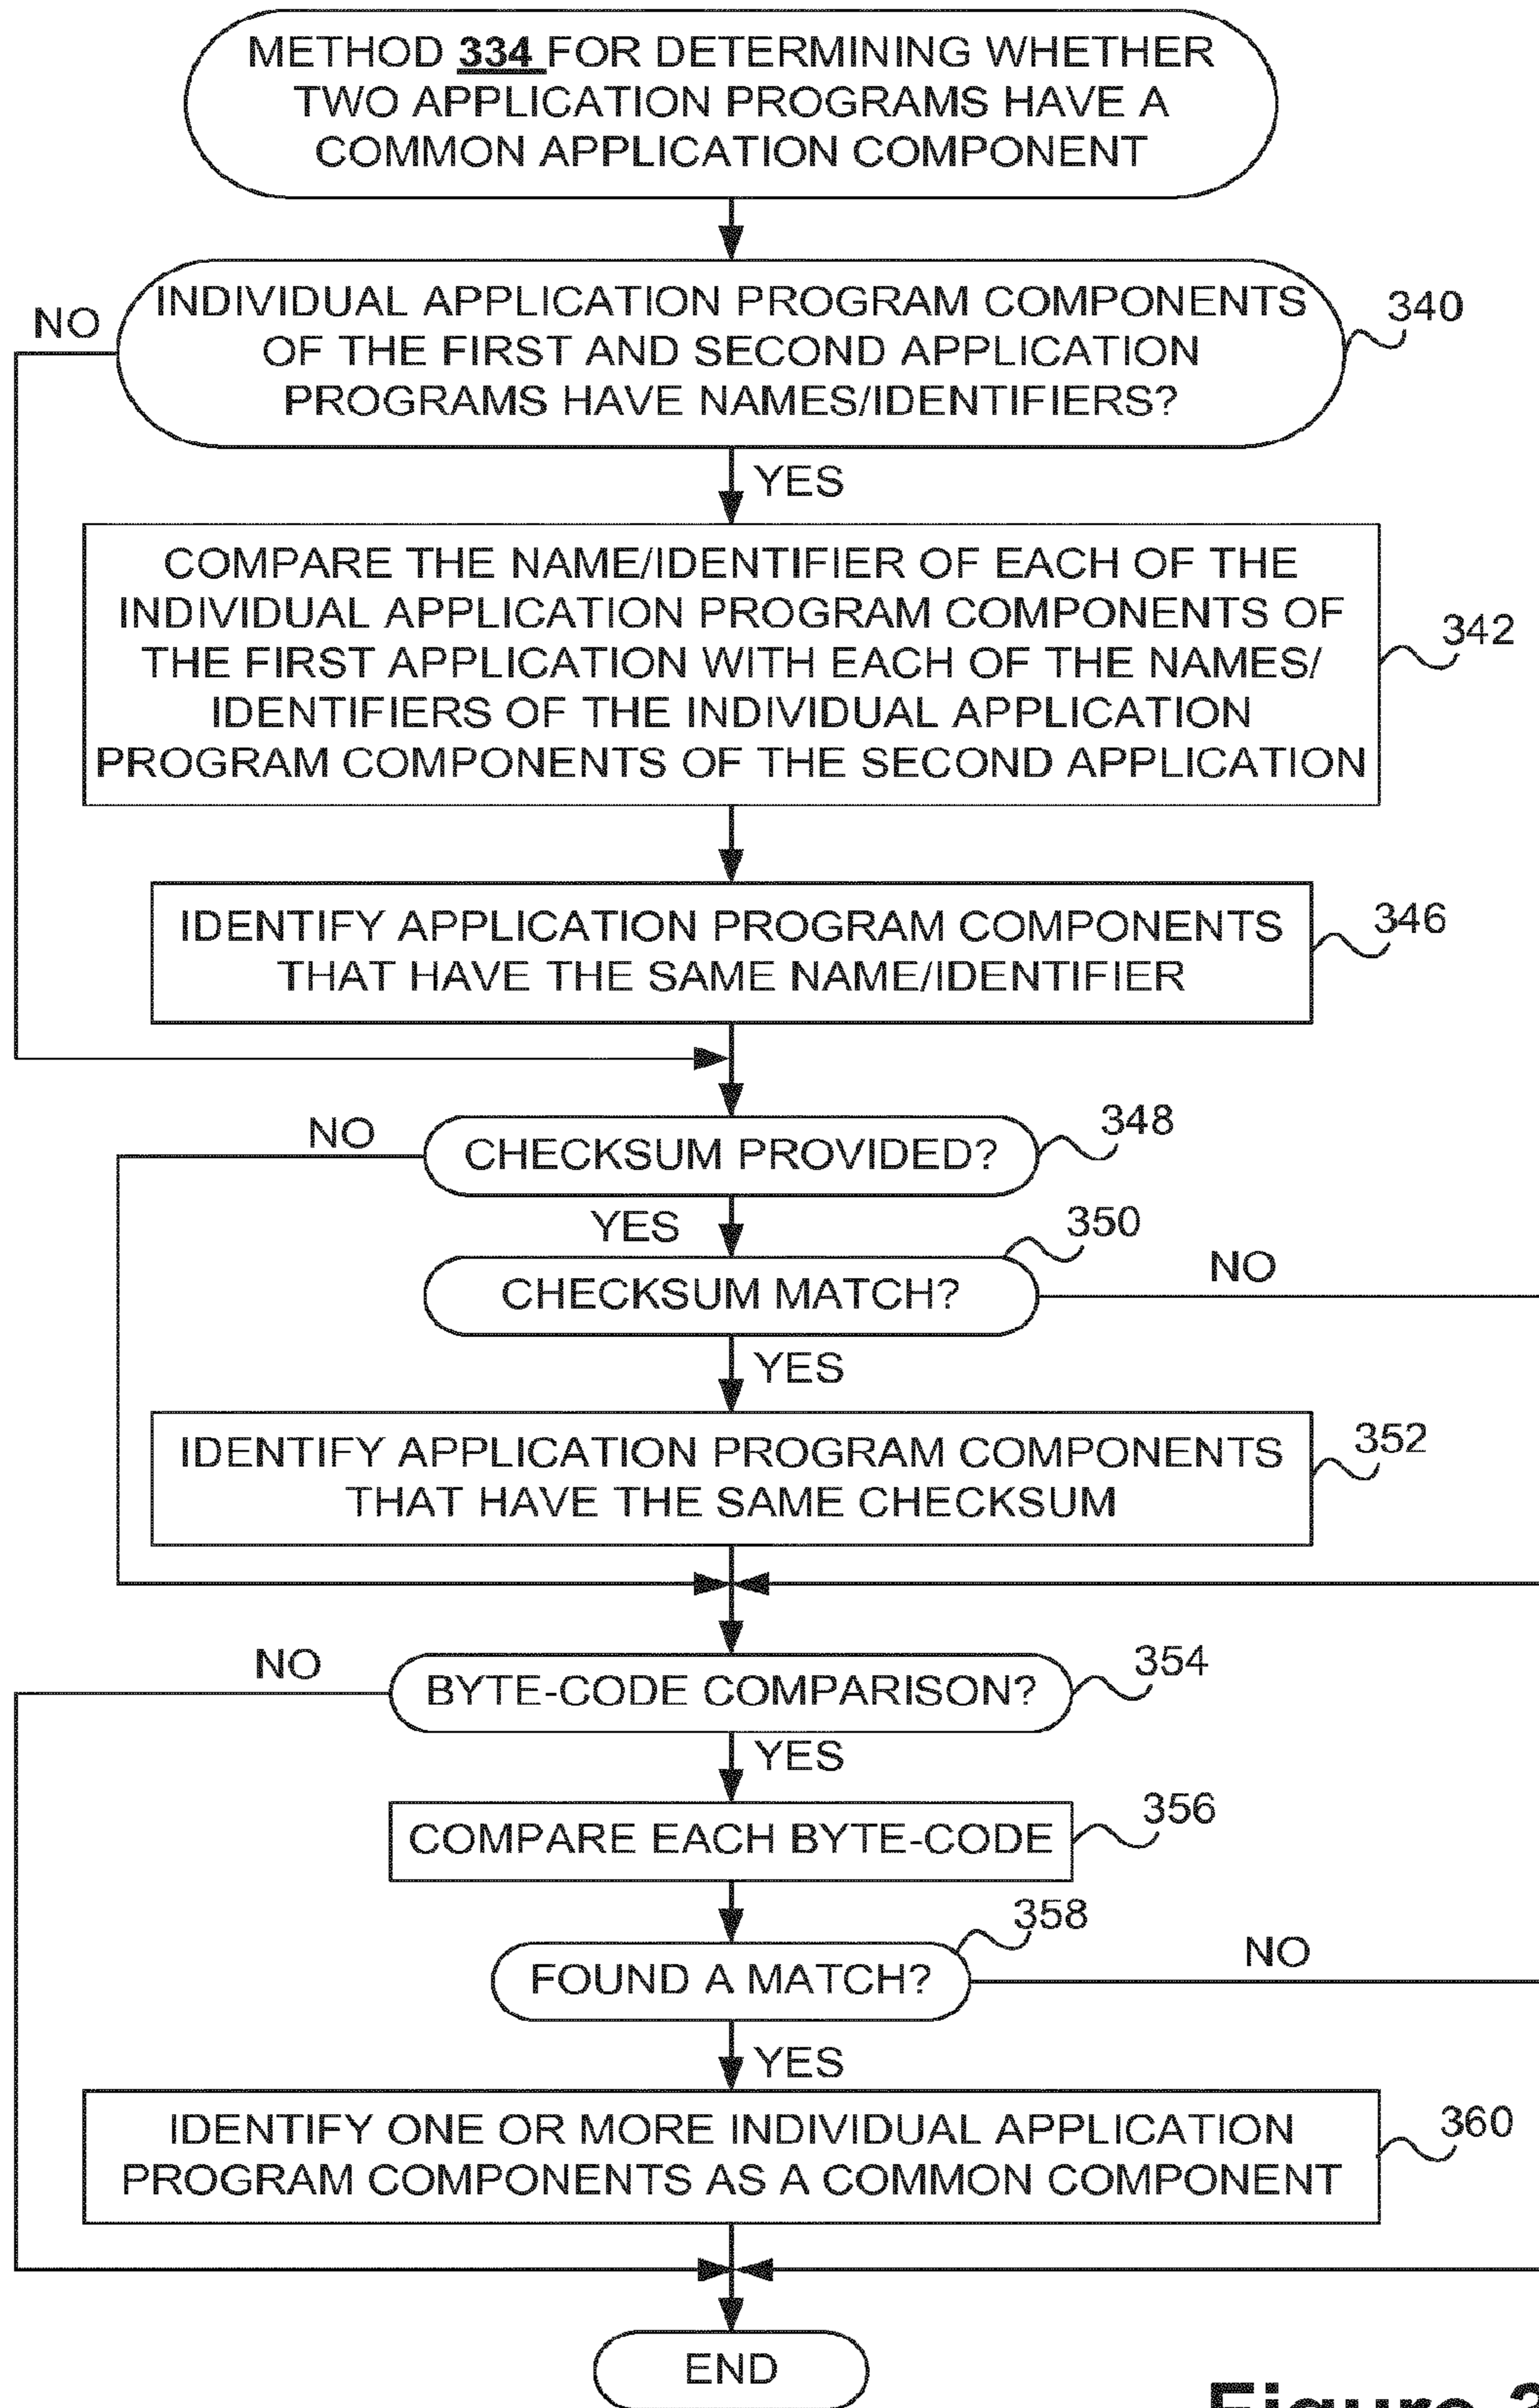 METHOD 334 FOR DETERMINING WHETHER
TWO APPLICATION PROGRAMS HAVE A
COMMON APPLICATION COMPONENT
NO
INDIVIDUAL APPLICATION PROGRAM COMPONENTS
OF THE FIRST AND SECOND APPLICATION
PROGRAMS HAVE NAMES/IDENTIFIERS?
340
YES
COMPARE THE NAME/IDENTIFIER OF EACH OF THE
INDIVIDUAL APPLICATION PROGRAM COMPONENTS OF
THE FIRST APPLICATION WITH EACH OF THE NAMES/
IDENTIFIERS OF THE INDIVIDUAL APPLICATION
PROGRAM COMPONENTS OF THE SECOND APPLICATION
342
IDENTIFY APPLICATION PROGRAM COMPONENTS
THAT HAVE THE SAME NAME/IDENTIFIER
346
NO
CHECKSUM PROVIDED?
348
YES
350
CHECKSUM MATCH?
NO
YES
IDENTIFY APPLICATION PROGRAM COMPONENTS
THAT HAVE THE SAME CHECKSUM
352
NO
BYTE-CODE COMPARISON?
354
YES
COMPARE EACH BYTE-CODE
356
358
FOUND A MATCH?
NO
YES
IDENTIFY ONE OR MORE INDIVIDUAL APPLICATION
PROGRAM COMPONENTS AS A COMMON COMPONENT
360
END
Figure